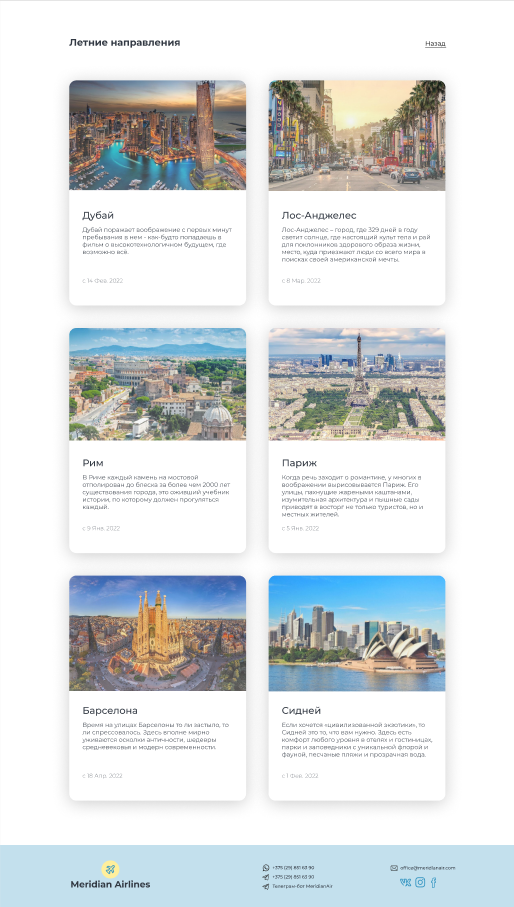 Летние направления
Назад
Дубай
Дубай поражает воображение с первых минут
пребывания в нем - как-будто попадаешь в
фильм о высокотехнологичном будущем, где
возможно всё.
с 14 Фев. 2022
Лос-Анджелес
Лос-Анджелес – город, где 329 дней в году
светит солнце, где настоящий культ тела и рай
для поклонников здорового образа жизни,
место, куда приезжают люди со всего мира в
поисках своей американской мечты.
с 6 Мар. 2022
Рим
В Риме каждый камень на мостовой
отполирован до блеска за более чем 2000 лет
существования города, это оживший учебник
истории, по которому должен прогуляться
каждый.
с 9 Янв. 2022
Париж
Когда речь заходит о романтике, у многих в
воображении вырисовывается Париж. Его
улицы, пахнущие жареными каштанами,
изумительная архитектура и пышные сады
приводят в восторг не только туристов, но и
местных жителей.
с 5 Янв. 2022
Барселона
Время на улицах Барселоны то ли застыло, то
ли спрессовалось. Здесь вполне мирно
уживаются осколки античности, шедевры
средневековья и модерн современности.
с 18 Апр. 2022
Сидней
Если хочется «цивилизованной экзотики», то
Сидней это то, что вам нужно. Здесь есть
комфорт любого уровня в отелях и гостиницах,
парки и заповедники с уникальной флорой и
фауной, песчаные пляжи и прозрачная вода.
с 1 Фев. 2022
Meridian Airlines
+375 (29) 851 63 90
+375 (29) 851 63 90
Телеграм-бот MeridianAir
office@meridianair.com